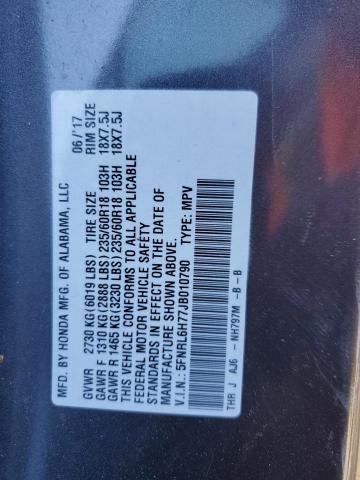 MFD. BY HONDA MFG. OF ALABAMA, LLC 06/'17
GVWR 2730 KG(6019 LBS) TIRE SIZE RIM SIZE
GAWR F 1310 KG(2888 LBS)235/60R18 103H 18X7.5J
GAWR R 1465 KG(3230 LBS)235/60R18 103H 18X7.5J
THIS VEHICLE CONFORMS TO ALL APPLICABLE
FEDERAL MOTOR VEHICLE SAFETY
STANDARDS IN EFFECT ON THE DATE OF
MANUFACTURE SHOWN ABOVE.
V.I.N.: 5FNRL6H77JB010790 TYPE: MPV
THR J AJ6 - NH797M -B - B